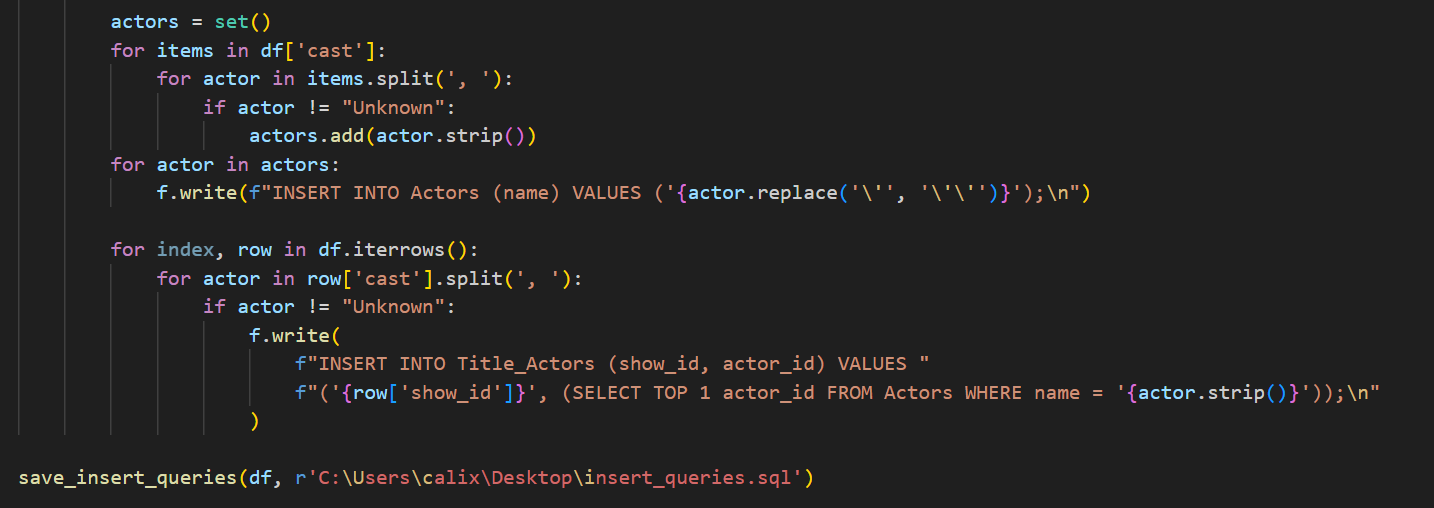 actors = set()
for items in df['cast']:
for actor in items.split(', '):
if actor != "Unknown":
actors.add(actor.strip())
for actor in actors:
f.write(f"INSERT INTO Actors (name) VALUES ('{actor.replace('\'', '\'\'')}');\n")
for index, row in df.iterrows():
for actor in row['cast'].split(', '):
if actor != "Unknown":
f.write(
f"INSERT INTO Title_Actors (show_id, actor_id) VALUES "
f"('{row['show_id']}', (SELECT TOP 1 actor_id FROM Actors WHERE name = '{actor.strip()}'));\n"
)
save_insert_queries(df, r'C:\Users\calix\Desktop\insert_queries.sql')